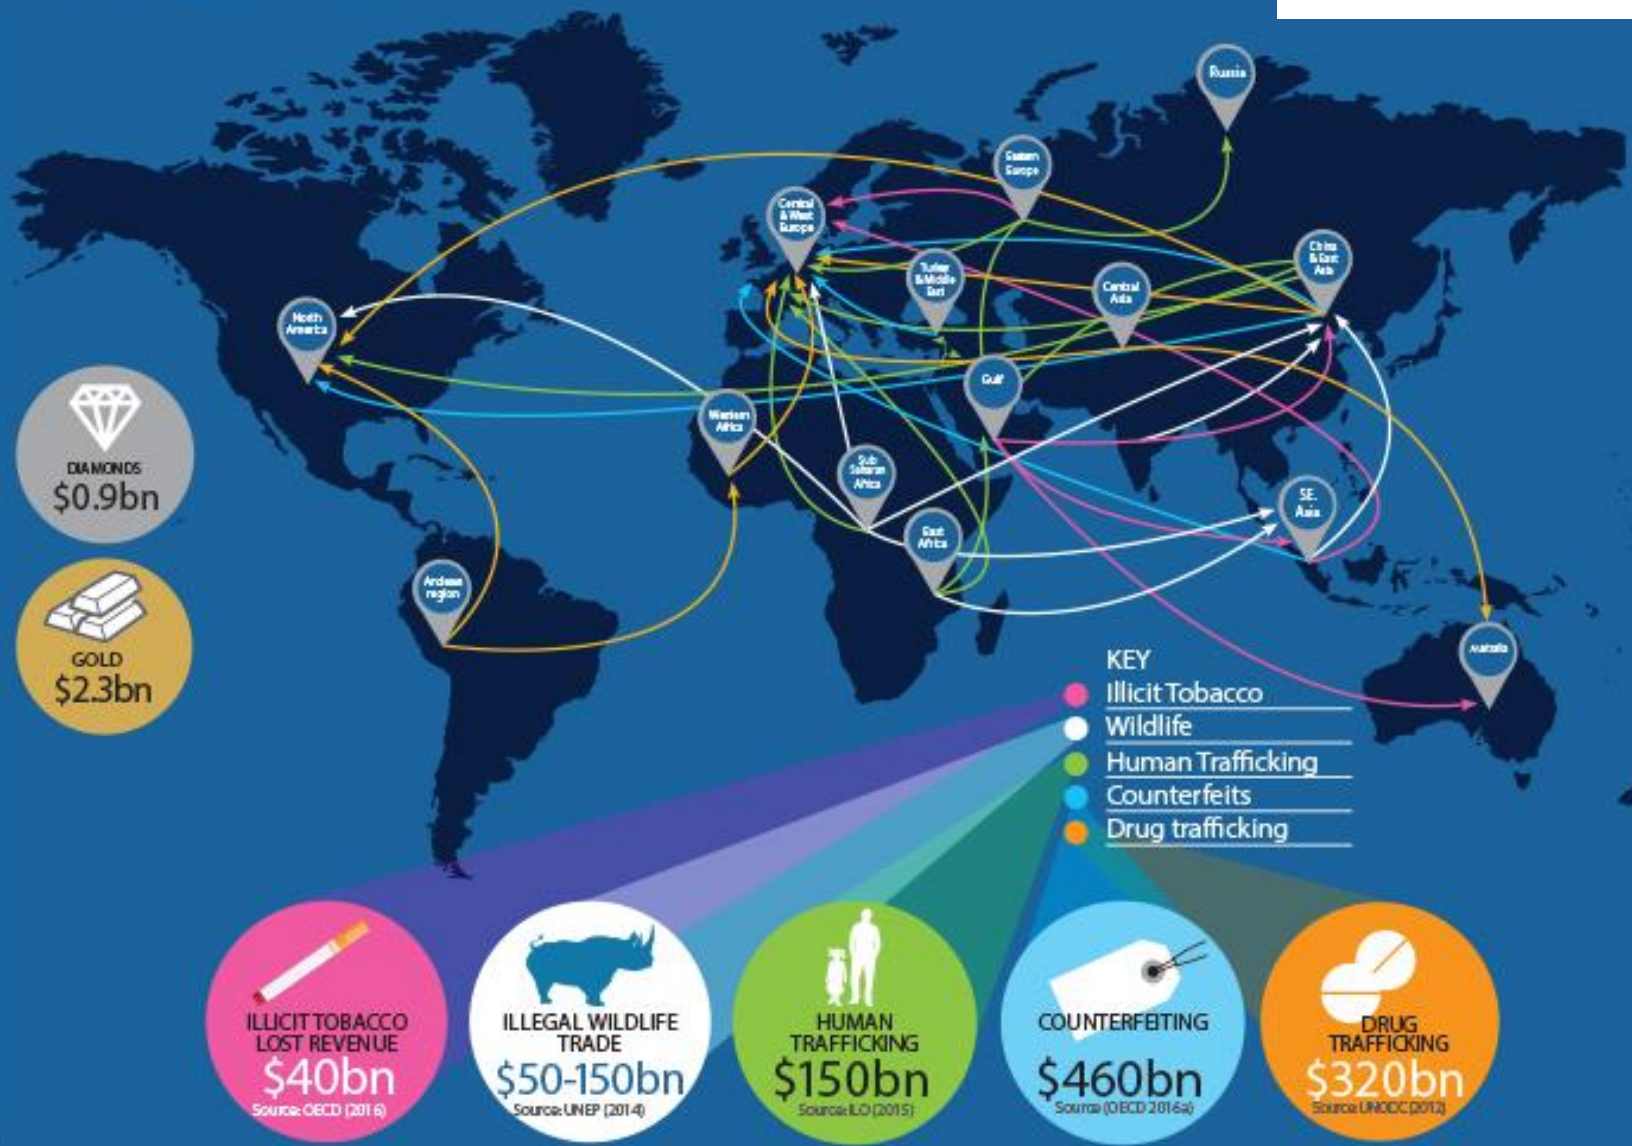 Russia
Eastern
Europe
Central
& West
Europe
China
& East
Asia
Turkey
& Middle
East
Central
Asia
North
America
Gulf
Western
Africa
Sub
Saharan
Africa
SE.
Asia
East
Africa
Andean
region
Australia
DIAMONDS
$0.9bn
GOLD
$2.3bn
KEY
Illicit Tobacco
Wildlife
Human Trafficking
Counterfeits
Drug trafficking
ILLICIT TOBACCO
LOST REVENUE
$40bn
Source: OECD (2016)
ILLEGAL WILDLIFE
TRADE
$50-150bn
Source: UNEP (2014)
HUMAN
TRAFFICKING
$150bn
Source: ILO (2015)
COUNTERFEITING
$460bn
Source (OECD 2016a)
DRUG
TRAFFICKING
$320bn
Source: UNODC (2012)